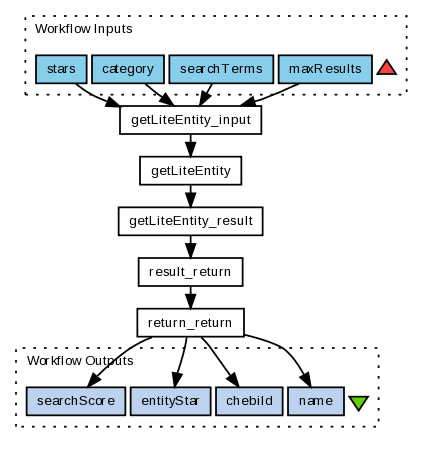 Workflow Inputs
stars category searchTerms maxResults
getLiteEntity_input
getLiteEntity
getLiteEntity_result
result_return
return_return
Workflow Outputs
searchScore entityStar chebiId name